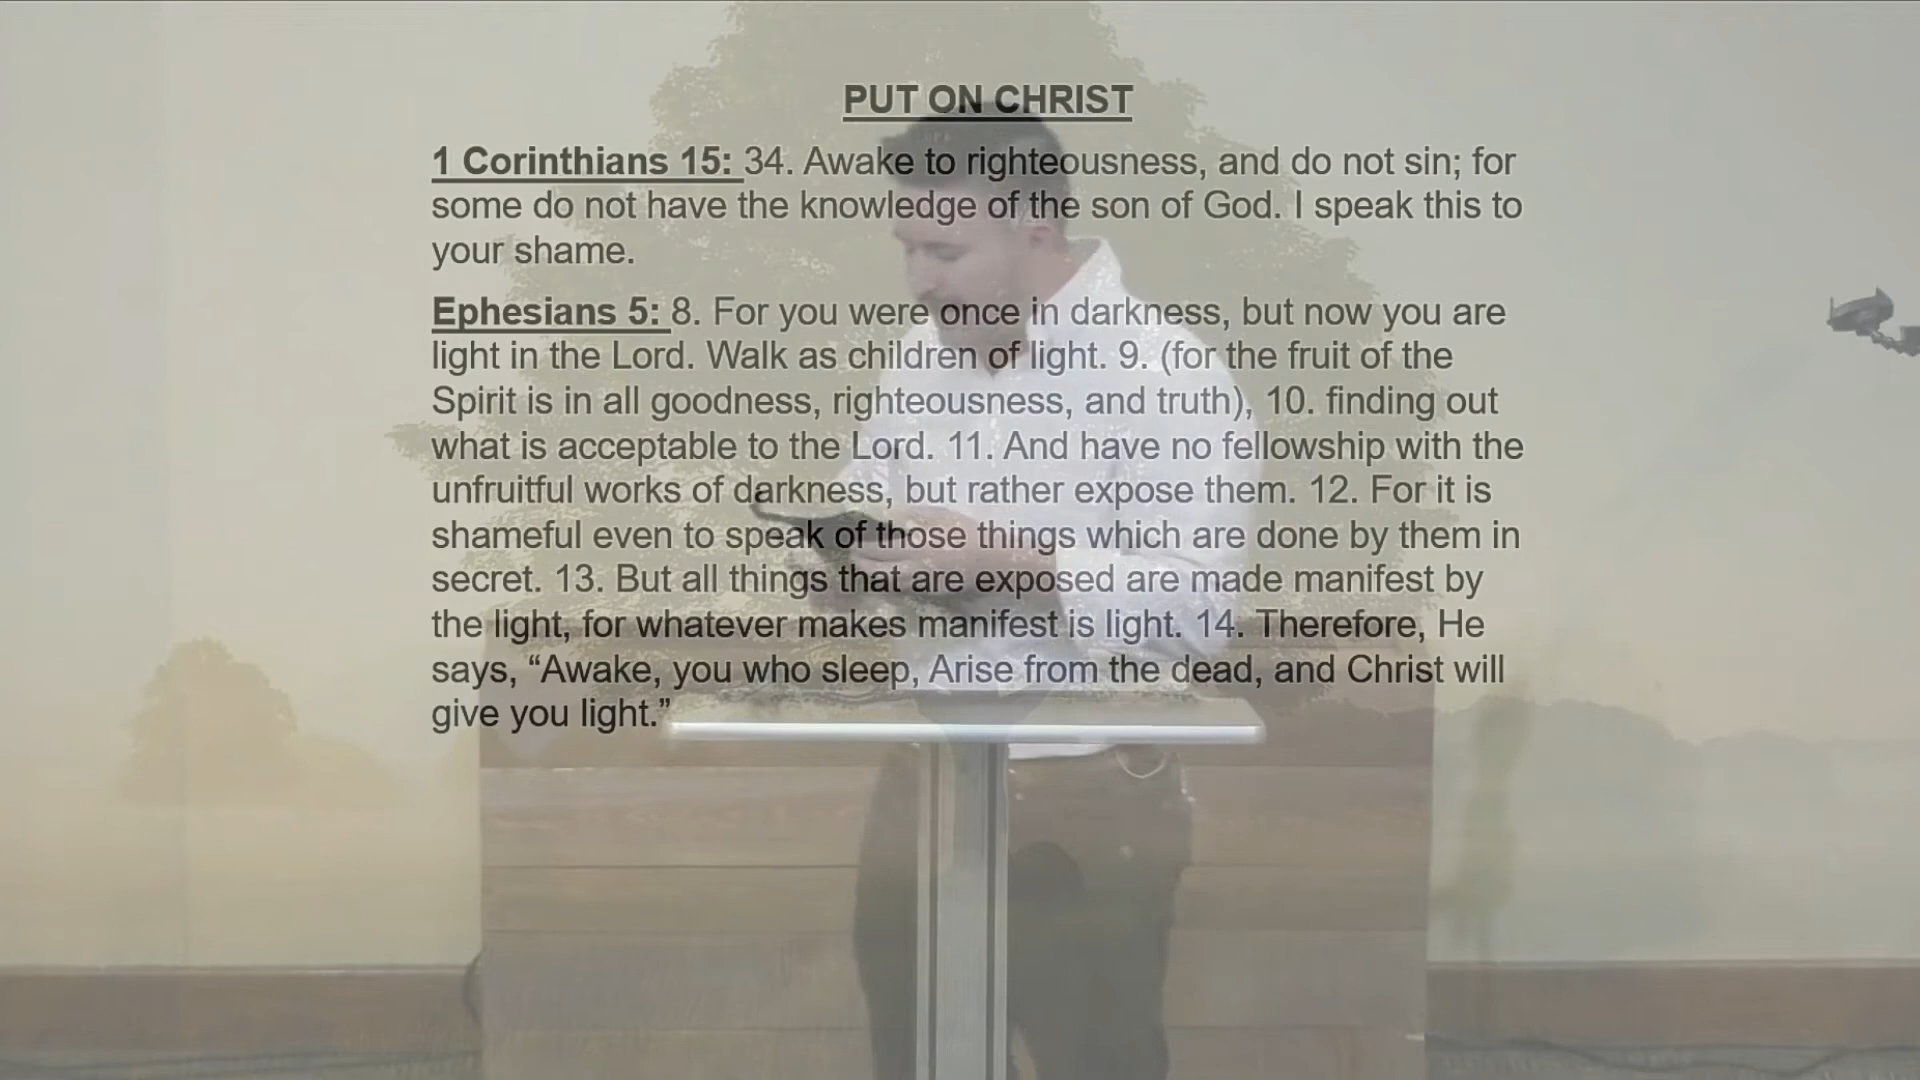 PUT ON CHRIST
1 Corinthians 15: 34. Awake to righteousness, and do not sin; for
some do not have the knowledge of the son of God. I speak this to
your shame.
Ephesians 5: 8. For you were once in darkness, but now you are
light in the Lord. Walk as children of light. 9. (for the fruit of the
Spirit is in all goodness, righteousness, and truth), 10. finding out
what is acceptable to the Lord. 11. And have no fellowship with the
unfruitful works of darkness, but rather expose them. 12. For it is
shameful even to speak of those things which are done by them in
secret. 13. But all things that are exposed are made manifest by
the light, for whatever makes manifest is light. 14. Therefore, He
says, “Awake, you who sleep, Arise from the dead, and Christ will
give you light.”